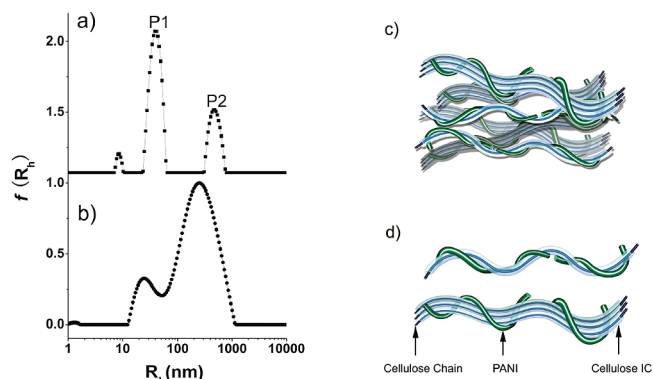 a)
P1
P2
2.0
1.5
1.0
0.5
0.0
f (Rh)
b)
1 10 100 1000 10000
(nm)
c)
d)
Cellulose Chain PANI Cellulose IC